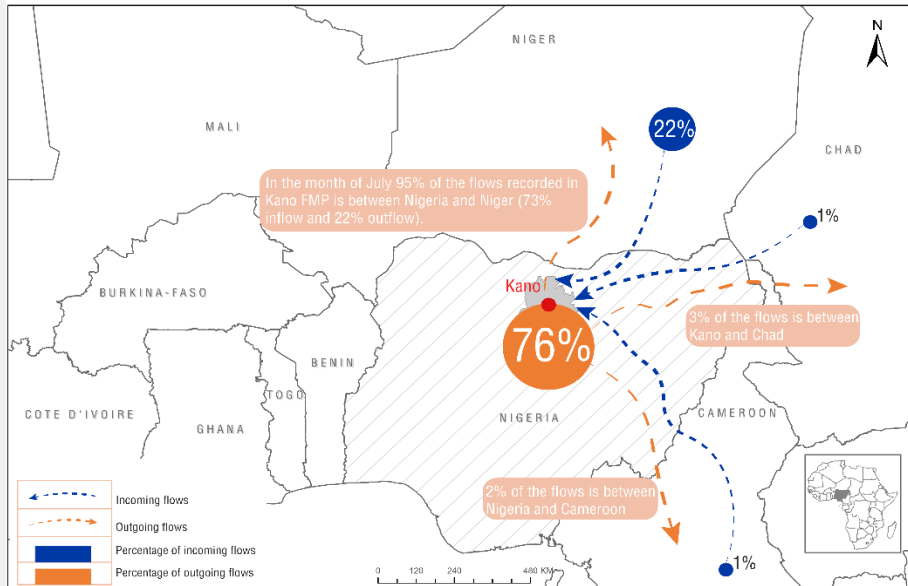 NIGER
N
MALI
22%
CHAD
In the month of July 95% of the flows recorded in
Kano FMP is between Nigeria and Niger (73%
inflow and 22% outflow).
1%
BURKINA-FASO
Kano
3% of the flows is between
Kano and Chad
76%
BENIN
TOGO
COTE D'IVOIRE
GHANA
NIGERIA
CAMEROON
2% of the flows is between
Nigeria and Cameroon
Incoming flows
Outgoing flows
Percentage of incoming flows
Percentage of outgoing flows
1%
0 120 240 480 KM